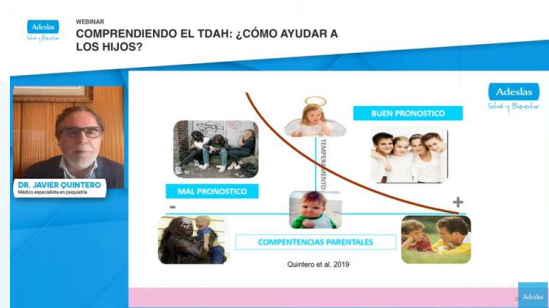 Adeslas
Salud y Bienestar
WEBINAR
COMPRENDIENDO EL TDAH: ¿CÓMO AYUDAR A
LOS HIJOS?
Adeslas
Salud y Bienestar
BUEN PRONOSTICO
TEMPERAMENTO
MAL PRONOSTICO
-
+
COMPENTENCIAS PARENTALES
Quintero et al. 2019
DR. JAVIER QUINTERO
Médico especialista en psiquiatría
Adeslas